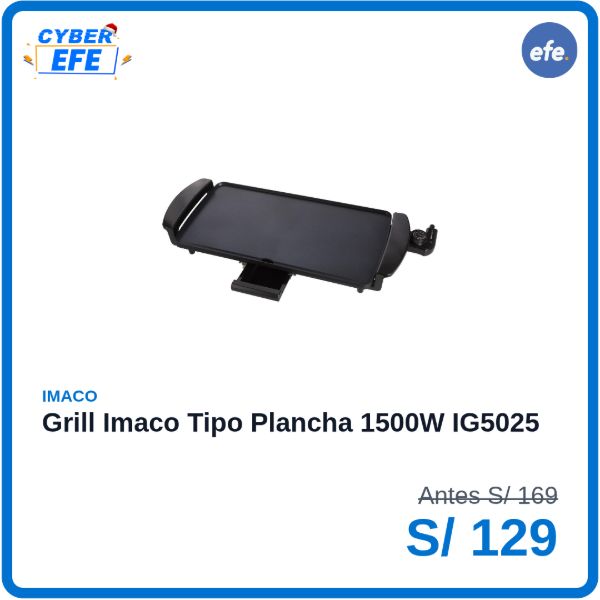 CYBER
EFE
efe.
IMACO
Grill Imaco Tipo Plancha 1500W IG5025
Antes S/ 169
S/ 129